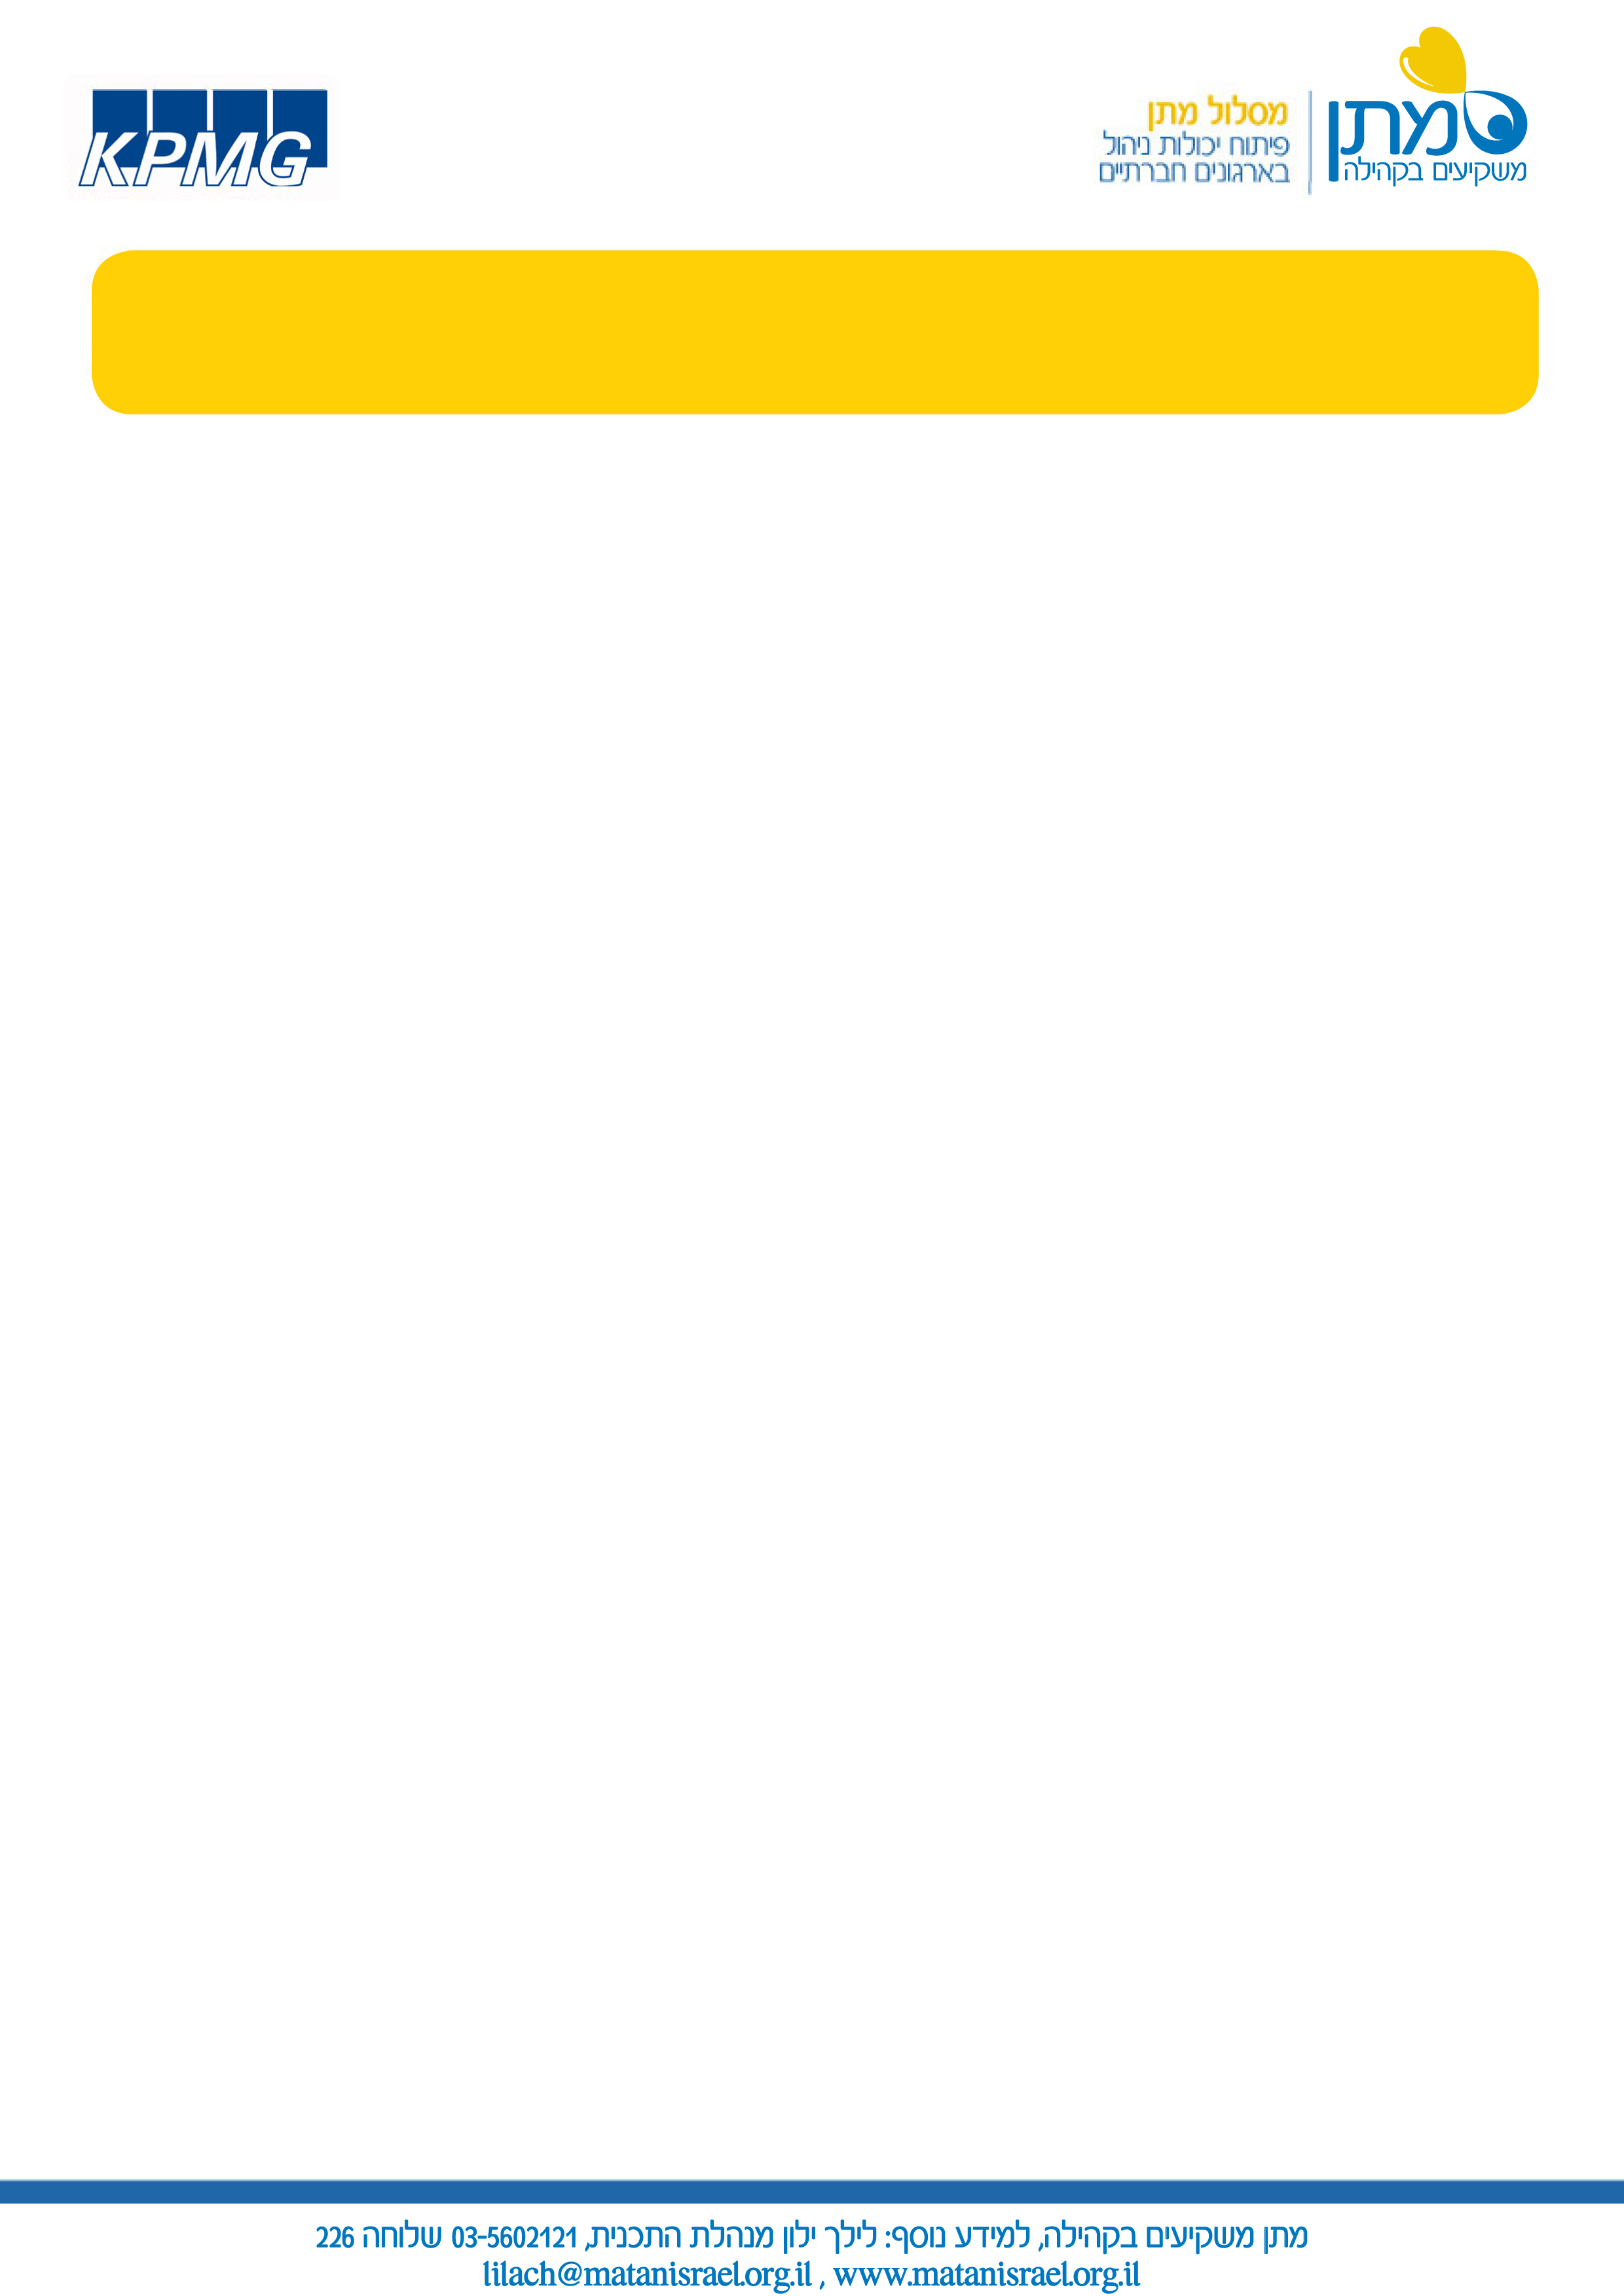 KPMG
מתן
משקיעים בקהילה
מסלול מתן
פיתוח יכולות ניהול
בארגונים חברתיים
מתן משקיעים בקהילה, למידע נוסף: לילך ילון מנהלת התכנית, 03-5602121 שלוחה 226
lilach@matanisrael.org.il , www.matanisrael.org.il